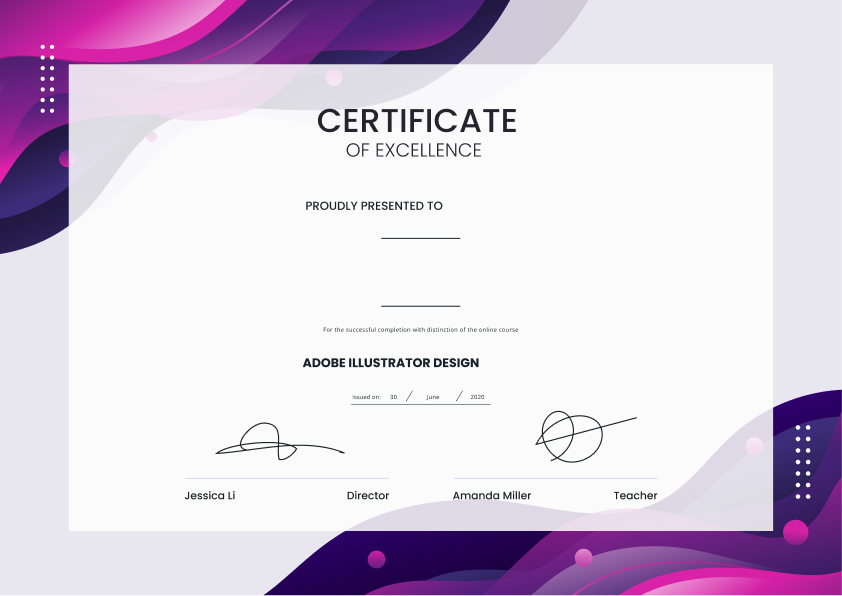 CERTIFICATE
OF EXCELLENCE
PROUDLY PRESENTED TO
For the successful completion with distinction of the online course
ADOBE ILLUSTRATOR DESIGN
Issued on: 30 / June / 2020
Jessica Li Director Amanda Miller Teacher